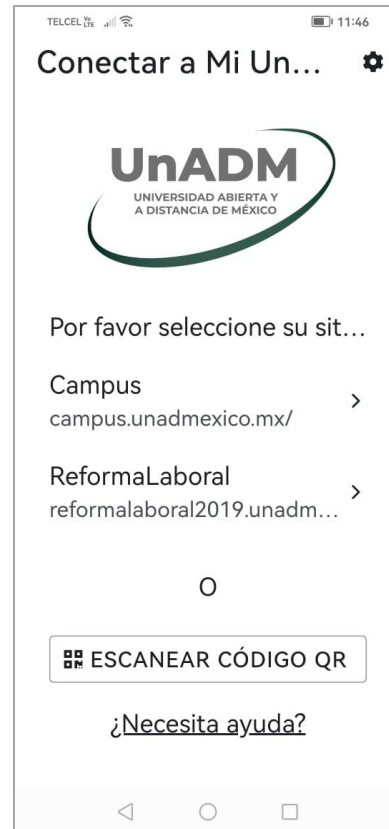 TELCEL Vo LTE 11:46
Conectar a Mi Un...
UnADM
UNIVERSIDAD ABIERTA Y
A DISTANCIA DE MÉXICO
Por favor seleccione su sit...
Campus
campus.unadmexico.mx/
ReformaLaboral
reformalaboral2019.unadm...
O
ESCANEAR CÓDIGO QR
¿Necesita ayuda?